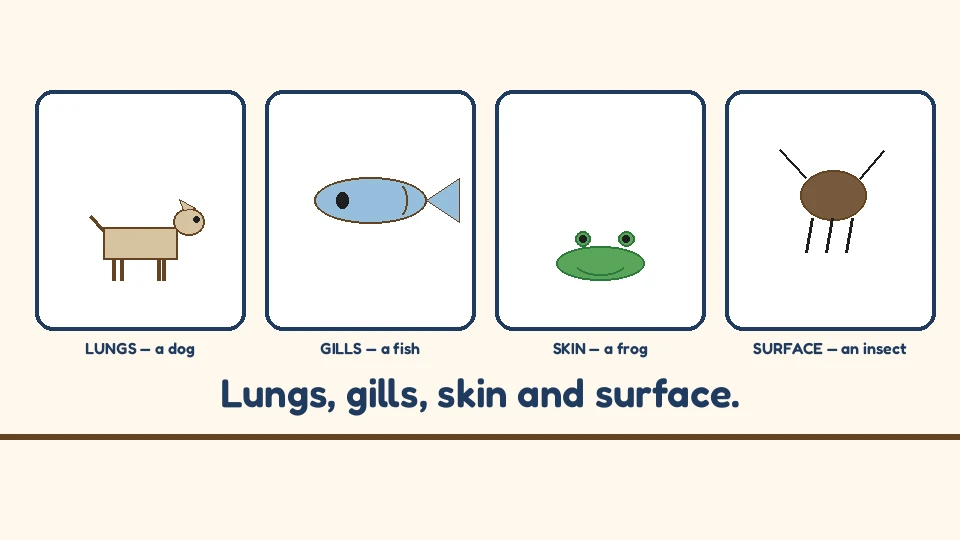 LUNGS — a dog
GILLS — a fish
SKIN — a frog
SURFACE — an insect
Lungs, gills, skin and surface.